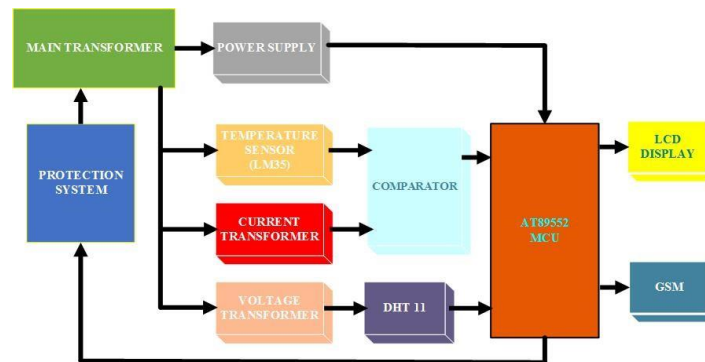 MAIN TRANSFORMER
POWER SUPPLY
PROTECTION
SYSTEM
TEMPERATURE
SENSOR
(LM35)
COMPARATOR
CURRENT
TRANSFORMER
VOLTAGE
TRANSFORMER
DHT 11
AT89552
MCU
LCD
DISPLAY
GSM